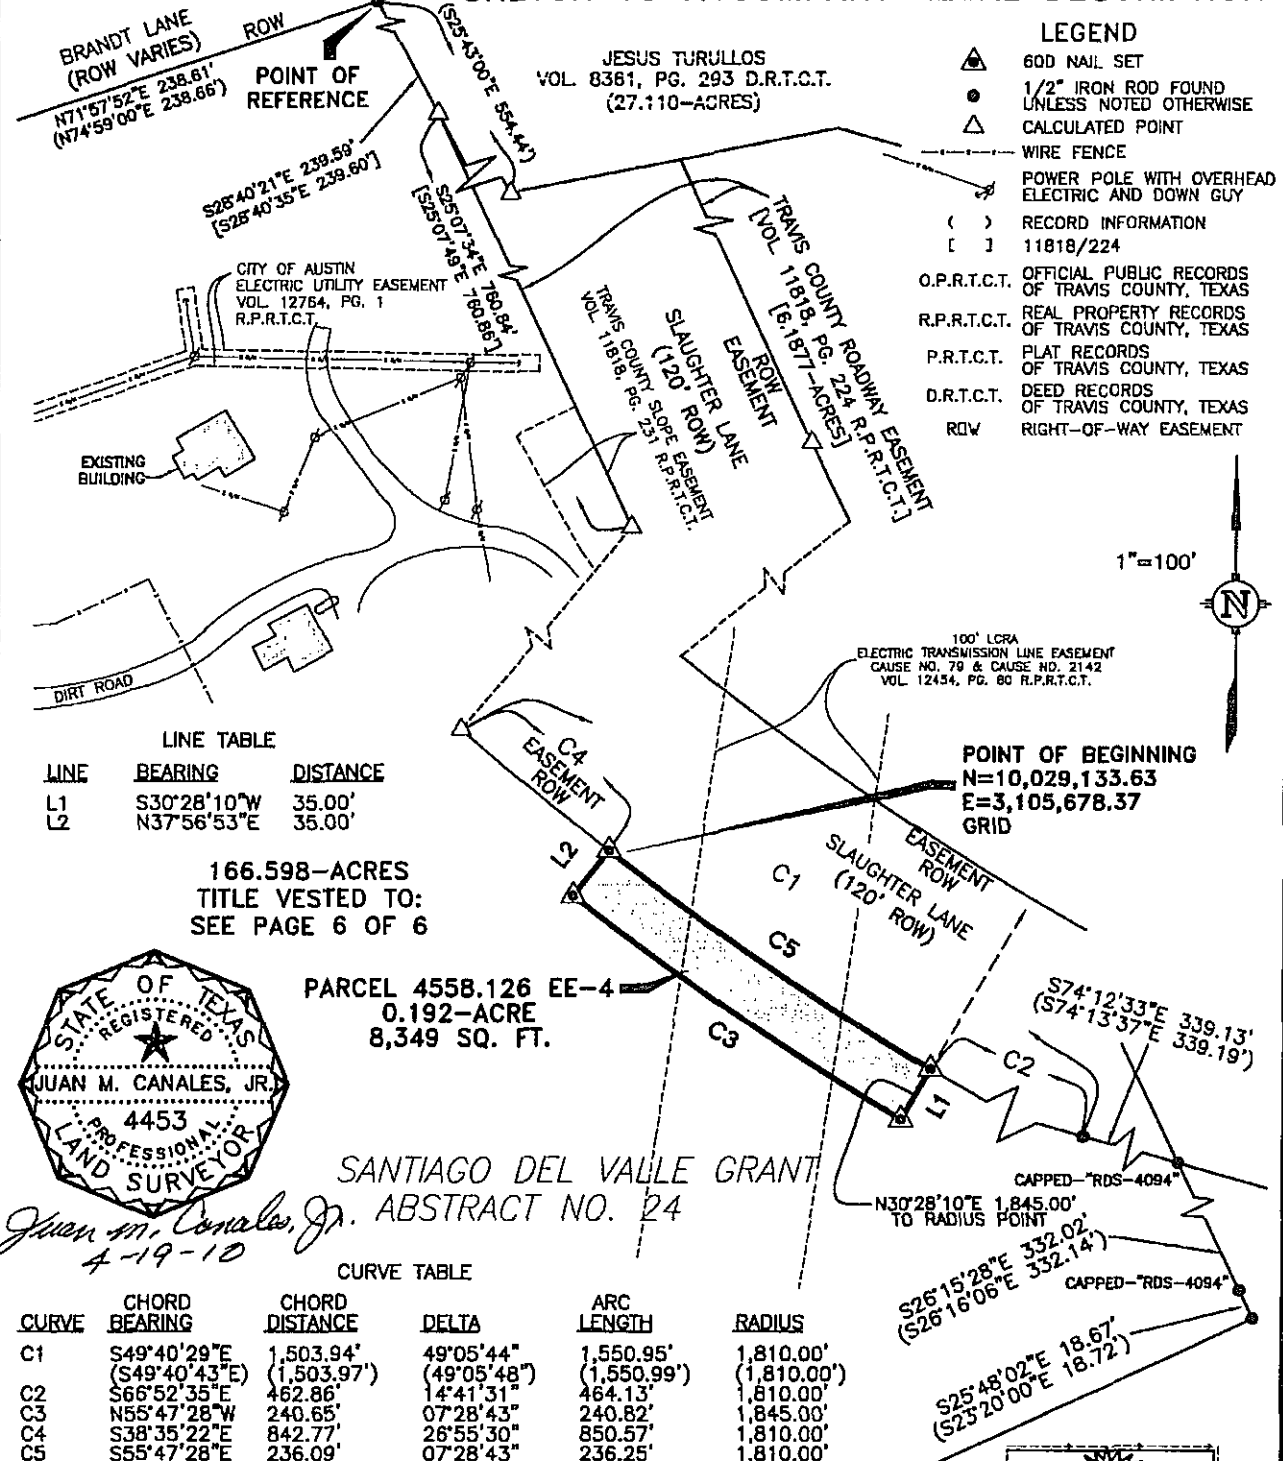 BRANDT LANE
(ROW VARIES)
ROW
N71°57'52"E 238.61'
(N74°59'00"E 238.66')
POINT OF
REFERENCE
(S25°43'00"E 554.44')
JESUS TURULLOS
VOL. 8361, PG. 293 D.R.T.C.T.
(27.110-ACRES)
LEGEND
60D NAIL SET
1/2" IRON ROD FOUND
UNLESS NOTED OTHERWISE
CALCULATED POINT
WIRE FENCE
POWER POLE WITH OVERHEAD
ELECTRIC AND DOWN GUY
( ) RECORD INFORMATION
[ ] 11818/224
O.P.R.T.C.T. OFFICIAL PUBLIC RECORDS
OF TRAVIS COUNTY, TEXAS
R.P.R.T.C.T. REAL PROPERTY RECORDS
OF TRAVIS COUNTY, TEXAS
P.R.T.C.T. PLAT RECORDS
OF TRAVIS COUNTY, TEXAS
D.R.T.C.T. DEED RECORDS
OF TRAVIS COUNTY, TEXAS
ROW RIGHT-OF-WAY EASEMENT
S28°40'21"E 239.59'
[S28°40'35"E 239.60']
S25°07'34"E 760.84'
[S25°07'49"E 760.86']
CITY OF AUSTIN
ELECTRIC UTILITY EASEMENT
VOL. 12764, PG. 1
R.P.R.T.C.T.
TRAVIS COUNTY SLOPE EASEMENT
VOL. 11818, PG. 231 R.P.R.T.C.T.
SLAUGHTER LANE
(120' ROW)
ROW
EASEMENT
TRAVIS COUNTY ROADWAY EASEMENT
[VOL. 11818, PG. 224 R.P.R.T.C.T.]
[6.1877-ACRES]
EXISTING
BUILDING
DIRT ROAD
1"=100'
N
100' LCRA
ELECTRIC TRANSMISSION LINE EASEMENT
CAUSE NO. 79 & CAUSE NO. 2142
VOL. 12454, PG. 80 R.P.R.T.C.T.
LINE TABLE
LINE BEARING DISTANCE
L1 S30°28'10"W 35.00'
L2 N37°56'53"E 35.00'
C4
EASEMENT
ROW
POINT OF BEGINNING
N=10,029,133.63
E=3,105,678.37
GRID
166.598-ACRES
TITLE VESTED TO:
SEE PAGE 6 OF 6
L2
C1
C5
EASEMENT
ROW
SLAUGHTER LANE
(120' ROW)
PARCEL 4558.126 EE-4
0.192-ACRE
8,349 SQ. FT.
C3
L1
C2
S74°12'33"E 339.13'
(S74°13'37"E 339.19')
STATE OF TEXAS
REGISTERED
JUAN M. CANALES, JR.
4453
PROFESSIONAL
LAND SURVEYOR
Juan M. Canales, Jr.
4-19-10
SANTIAGO DEL VALLE GRANT
ABSTRACT NO. 24
CAPPED-"RDS-4094"
N30°28'10"E 1,845.00'
TO RADIUS POINT
S26°15'28"E 332.02'
(S26°16'06"E 332.14')
CAPPED-"RDS-4094"
S25°48'02"E 18.67'
(S23°20'00"E 18.72')
CURVE TABLE
CURVE CHORD BEARING CHORD DISTANCE DELTA ARC LENGTH RADIUS
C1 S49°40'29"E 1,503.94' 49°05'44" 1,550.95' 1,810.00'
(S49°40'43"E) (1,503.97') (49°05'48") (1,550.99') (1,810.00')
C2 S66°52'35"E 462.86' 14°41'31" 464.13' 1,810.00'
C3 N55°47'28"W 240.65' 07°28'43" 240.82' 1,845.00'
C4 S38°35'22"E 842.77' 26°55'30" 850.57' 1,810.00'
C5 S55°47'28"E 236.09' 07°28'43" 236.25' 1,810.00'